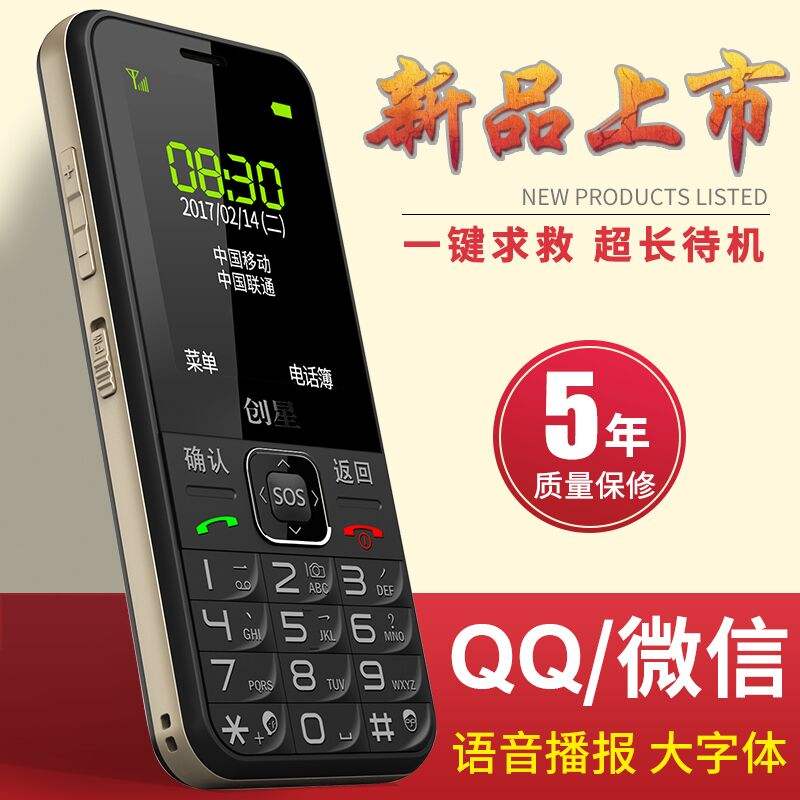 新品上市
NEW PRODUCTS LISTED
一键求救 超长待机
5年
质量保修
QQ/微信
语音播报 大字体
08:30
2017/02/14(二)
中国移动
中国联通
菜单 电话簿
创星
确认 返回
SOS
1 2 ABC 3 DEF
4 GHI 5 JKL 6 MNO
7 PQRS 8 TUV 9 WXYZ
* + 0 #